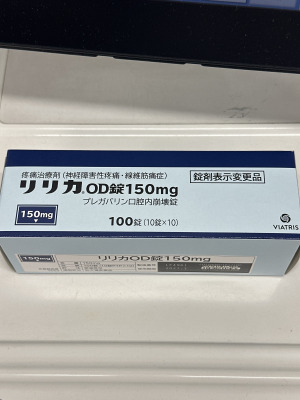 疼痛治療剤(神経障害性疼痛・線維筋痛症)
錠剤表示変更品
リリカ®OD錠150mg
プレガバリン口腔内崩壊錠
150mg
100錠(10錠×10)
VIATRIS
150mg
リリカOD錠150mg